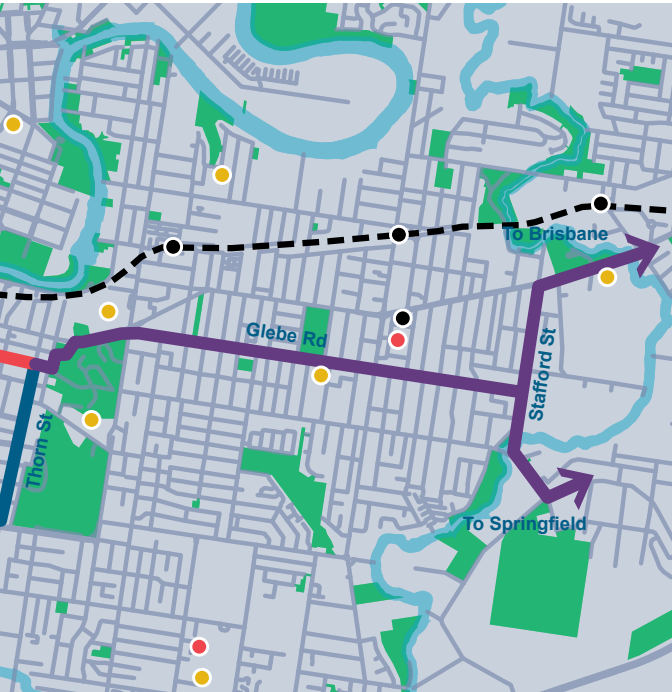 To Brisbane
Glebe Rd
Stafford St
Thorn St
To Springfield